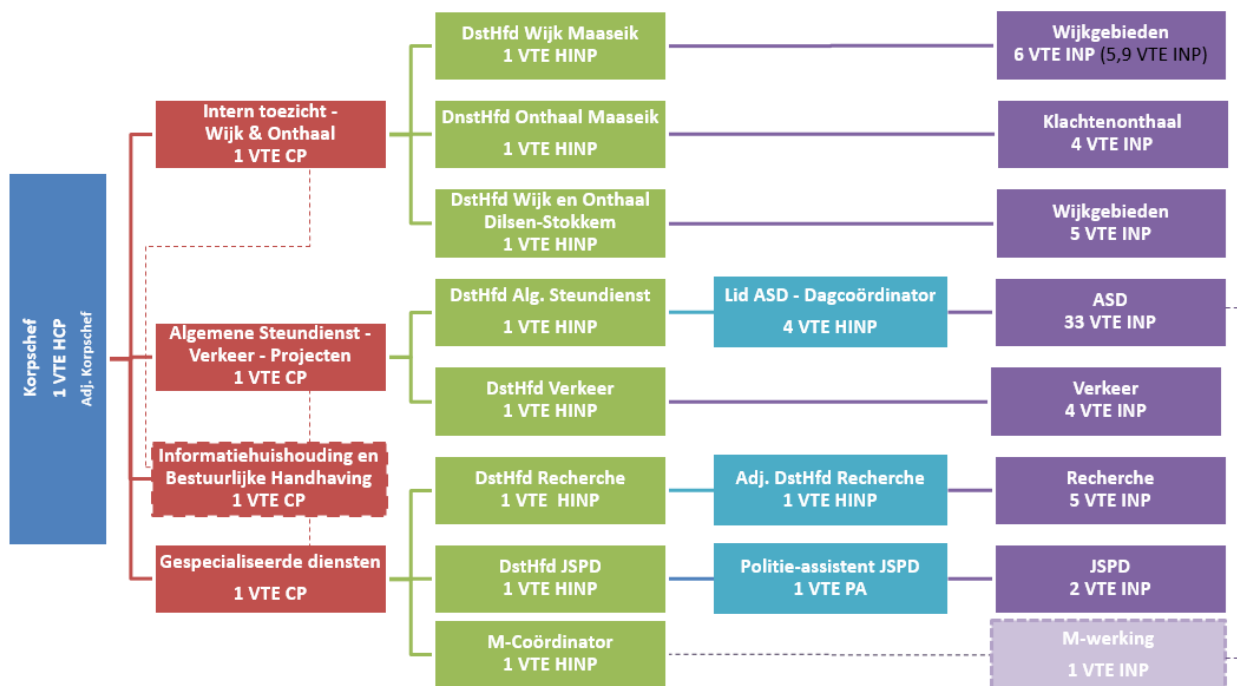 Korpschef
1 VTE HCP
Adj. Korpschef
Intern toezicht -
Wijk & Onthaal
1 VTE CP
Algemene Steundienst -
Verkeer - Projecten
1 VTE CP
Informatiehuishouding en
Bestuurlijke Handhaving
1 VTE CP
Gespecialiseerde diensten
1 VTE CP
DstHfd Wijk Maaseik
1 VTE HINP
DnstHfd Onthaal Maaseik
1 VTE HINP
DstHfd Wijk en Onthaal
Dilsen-Stokkem
1 VTE HINP
DstHfd Alg. Steundienst
1 VTE HINP
DstHfd Verkeer
1 VTE HINP
DstHfd Recherche
1 VTE HINP
DstHfd JSPD
1 VTE HINP
M-Coördinator
1 VTE HINP
Lid ASD - Dagcoördinator
4 VTE HINP
Adj. DstHfd Recherche
1 VTE HINP
Politie-assistent JSPD
1 VTE PA
Wijkgebieden
6 VTE INP (5,9 VTE INP)
Klachtenonthaal
4 VTE INP
Wijkgebieden
5 VTE INP
ASD
33 VTE INP
Verkeer
4 VTE INP
Recherche
5 VTE INP
JSPD
2 VTE INP
M-werking
1 VTE INP